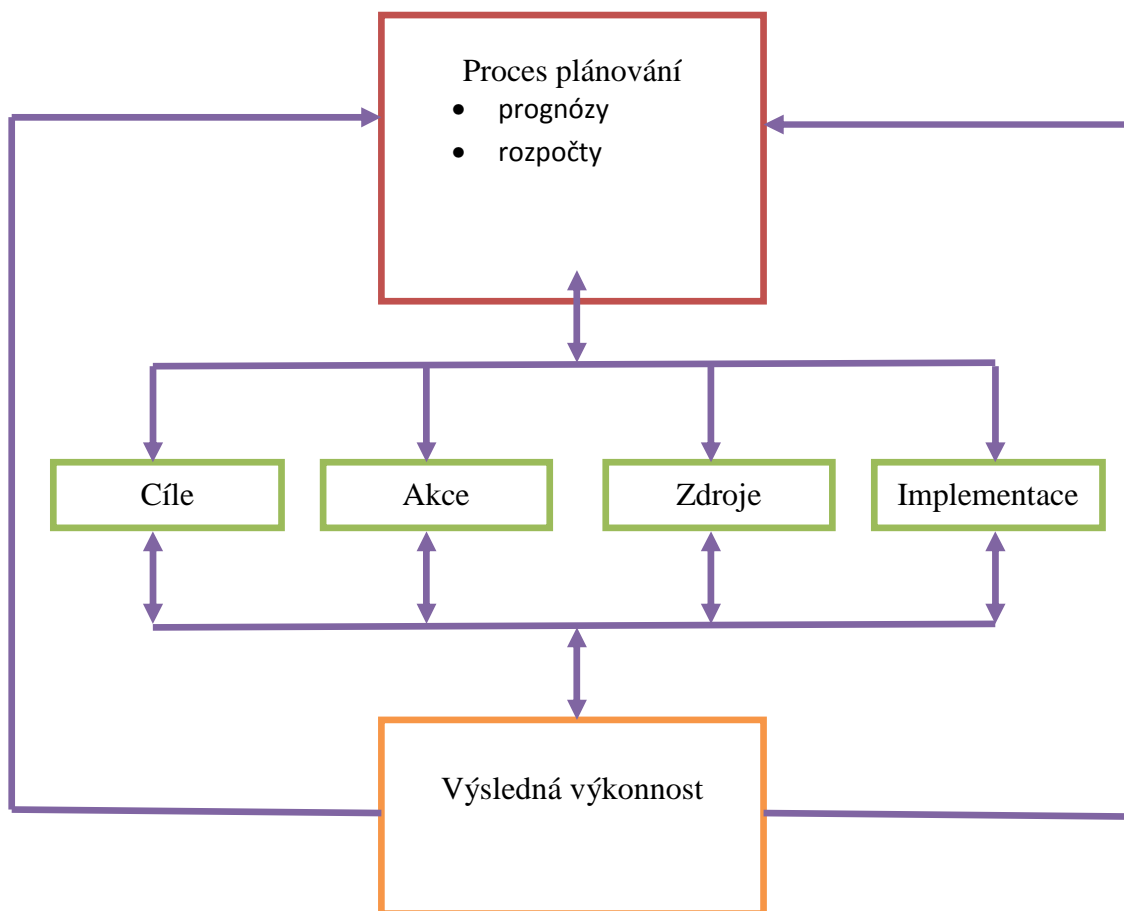 Proces plánování
• prognózy
• rozpočty
Cíle
Akce
Zdroje
Implementace
Výsledná výkonnost